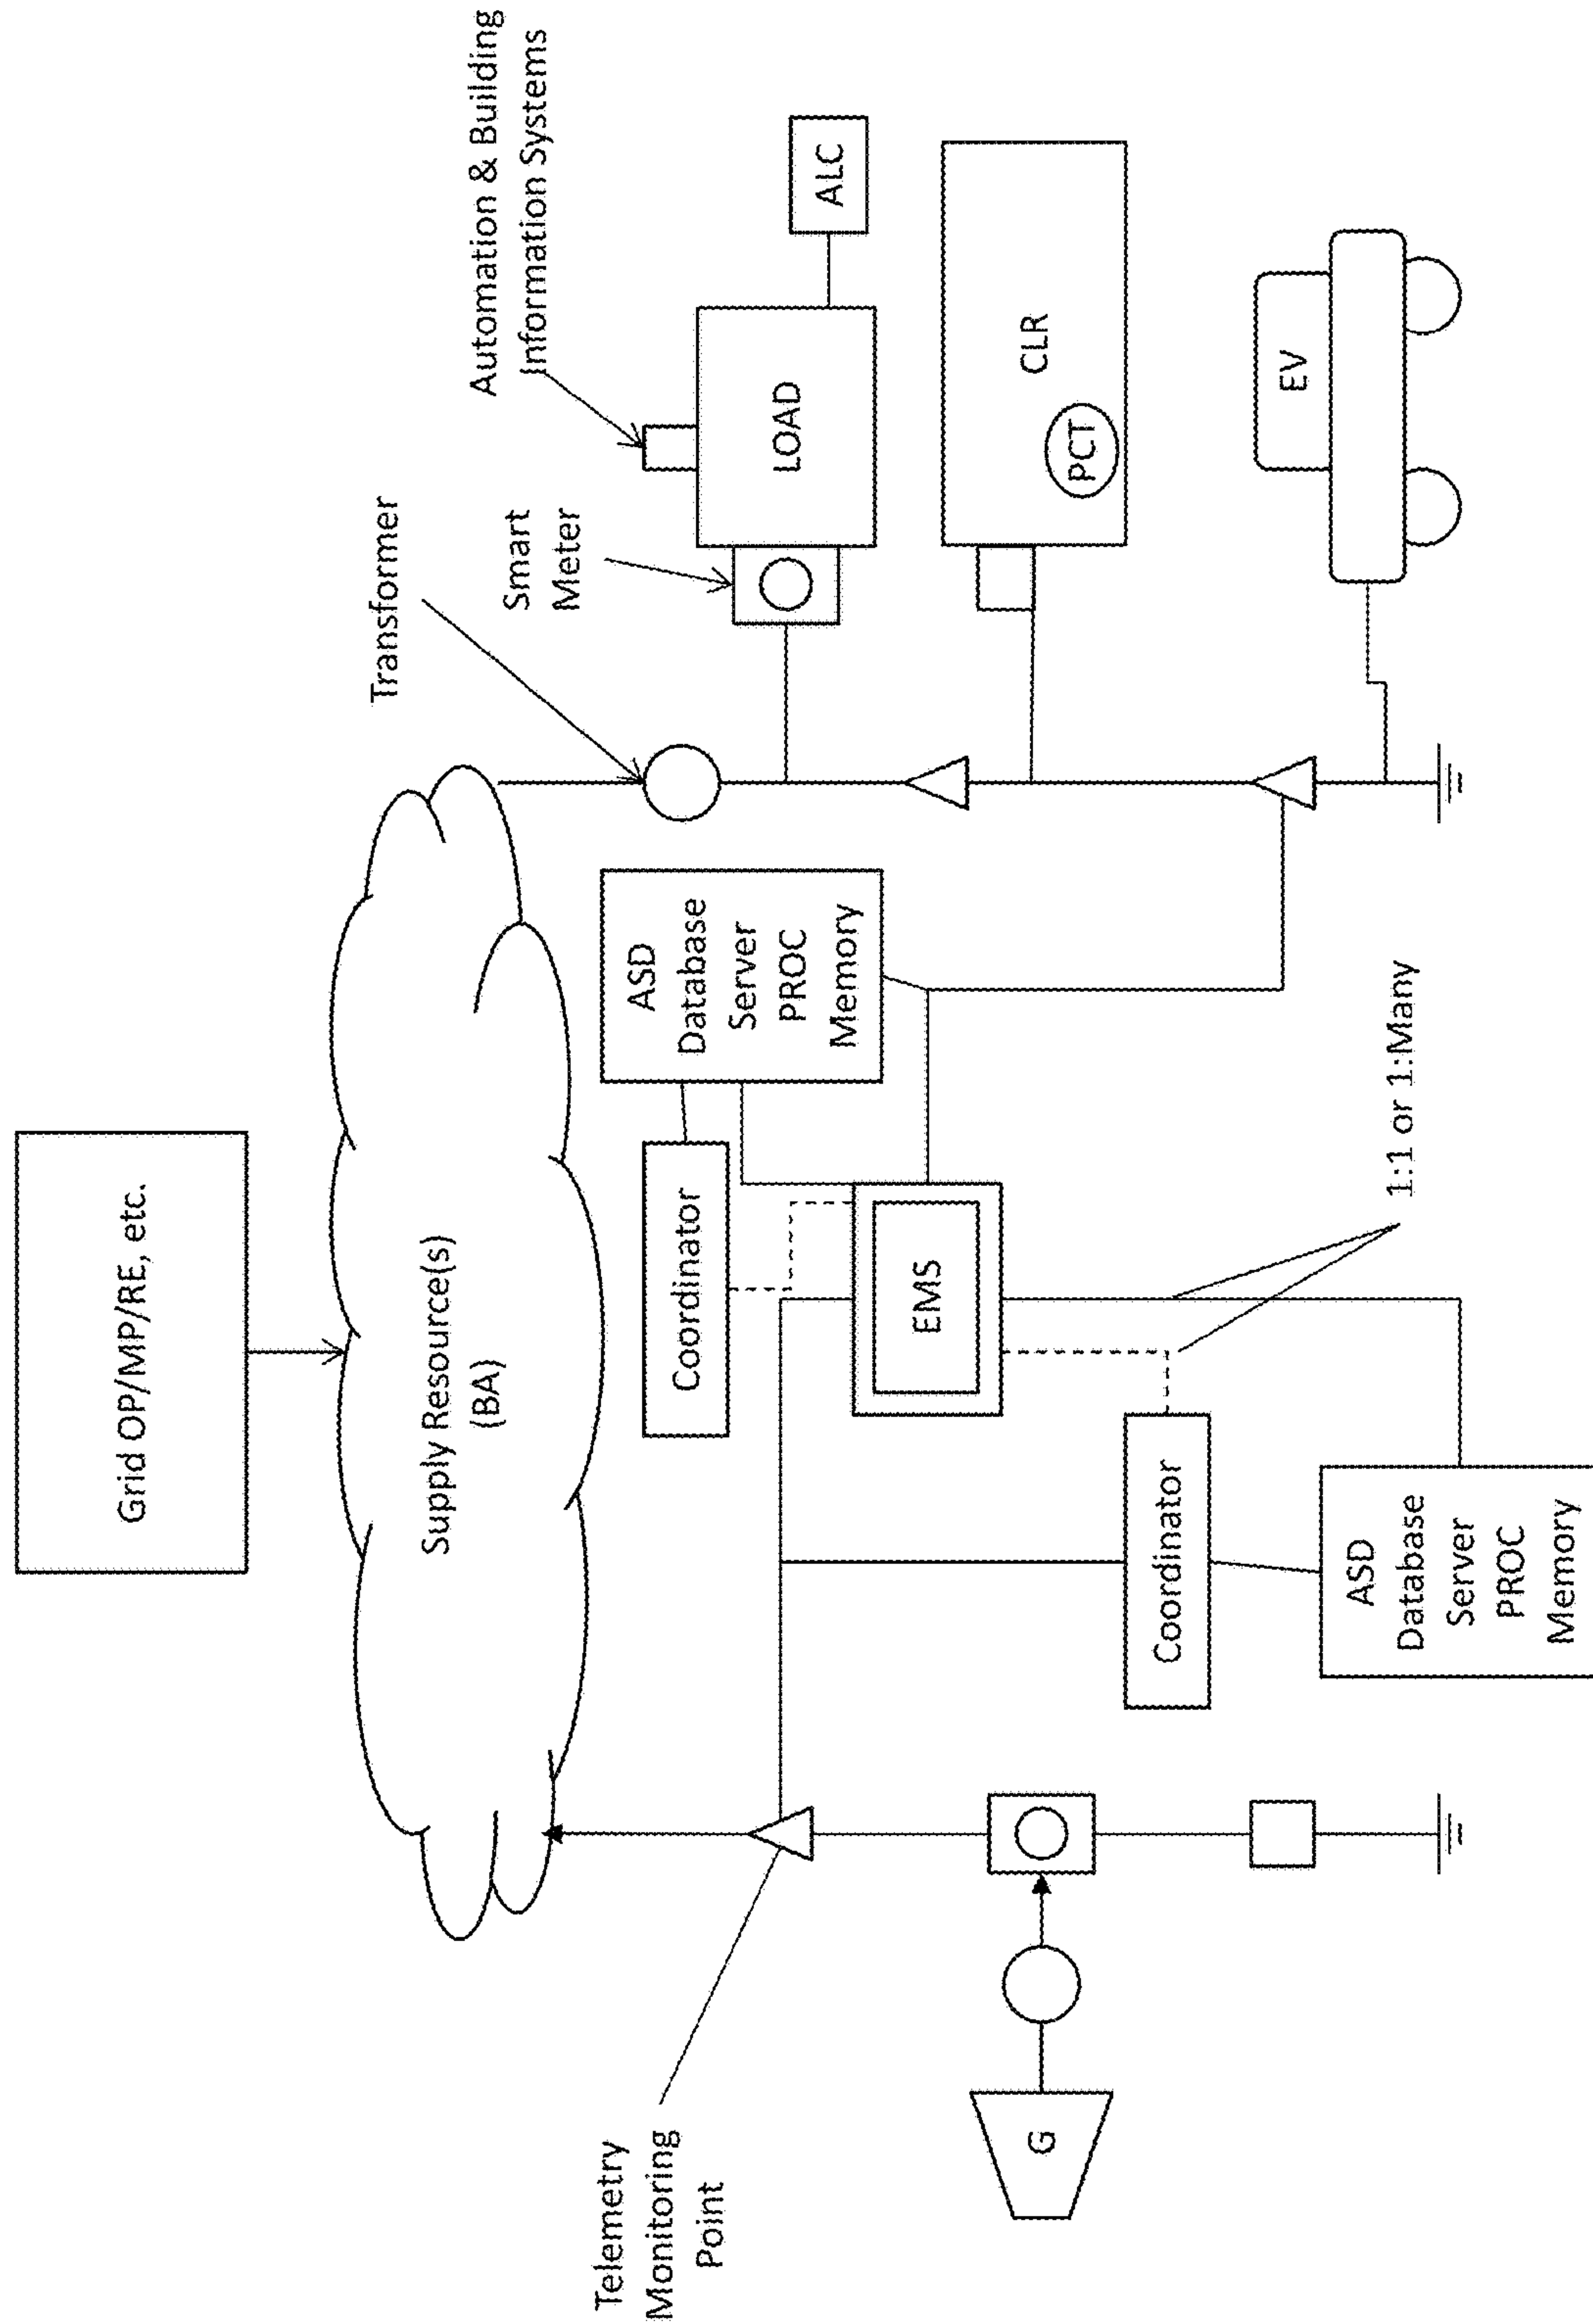 Grid OP/MP/RE, etc.
Supply Resource(s)
(BA)
Automation & Building
Information Systems
Transformer
Smart
Meter
LOAD
ALC
ASD
Database
Server
PROC
Memory
Coordinator
CLR
PCT
EMS
EV
Telemetry
Monitoring
Point
G
Coordinator
1:1 or 1:Many
ASD
Database
Server
PROC
Memory